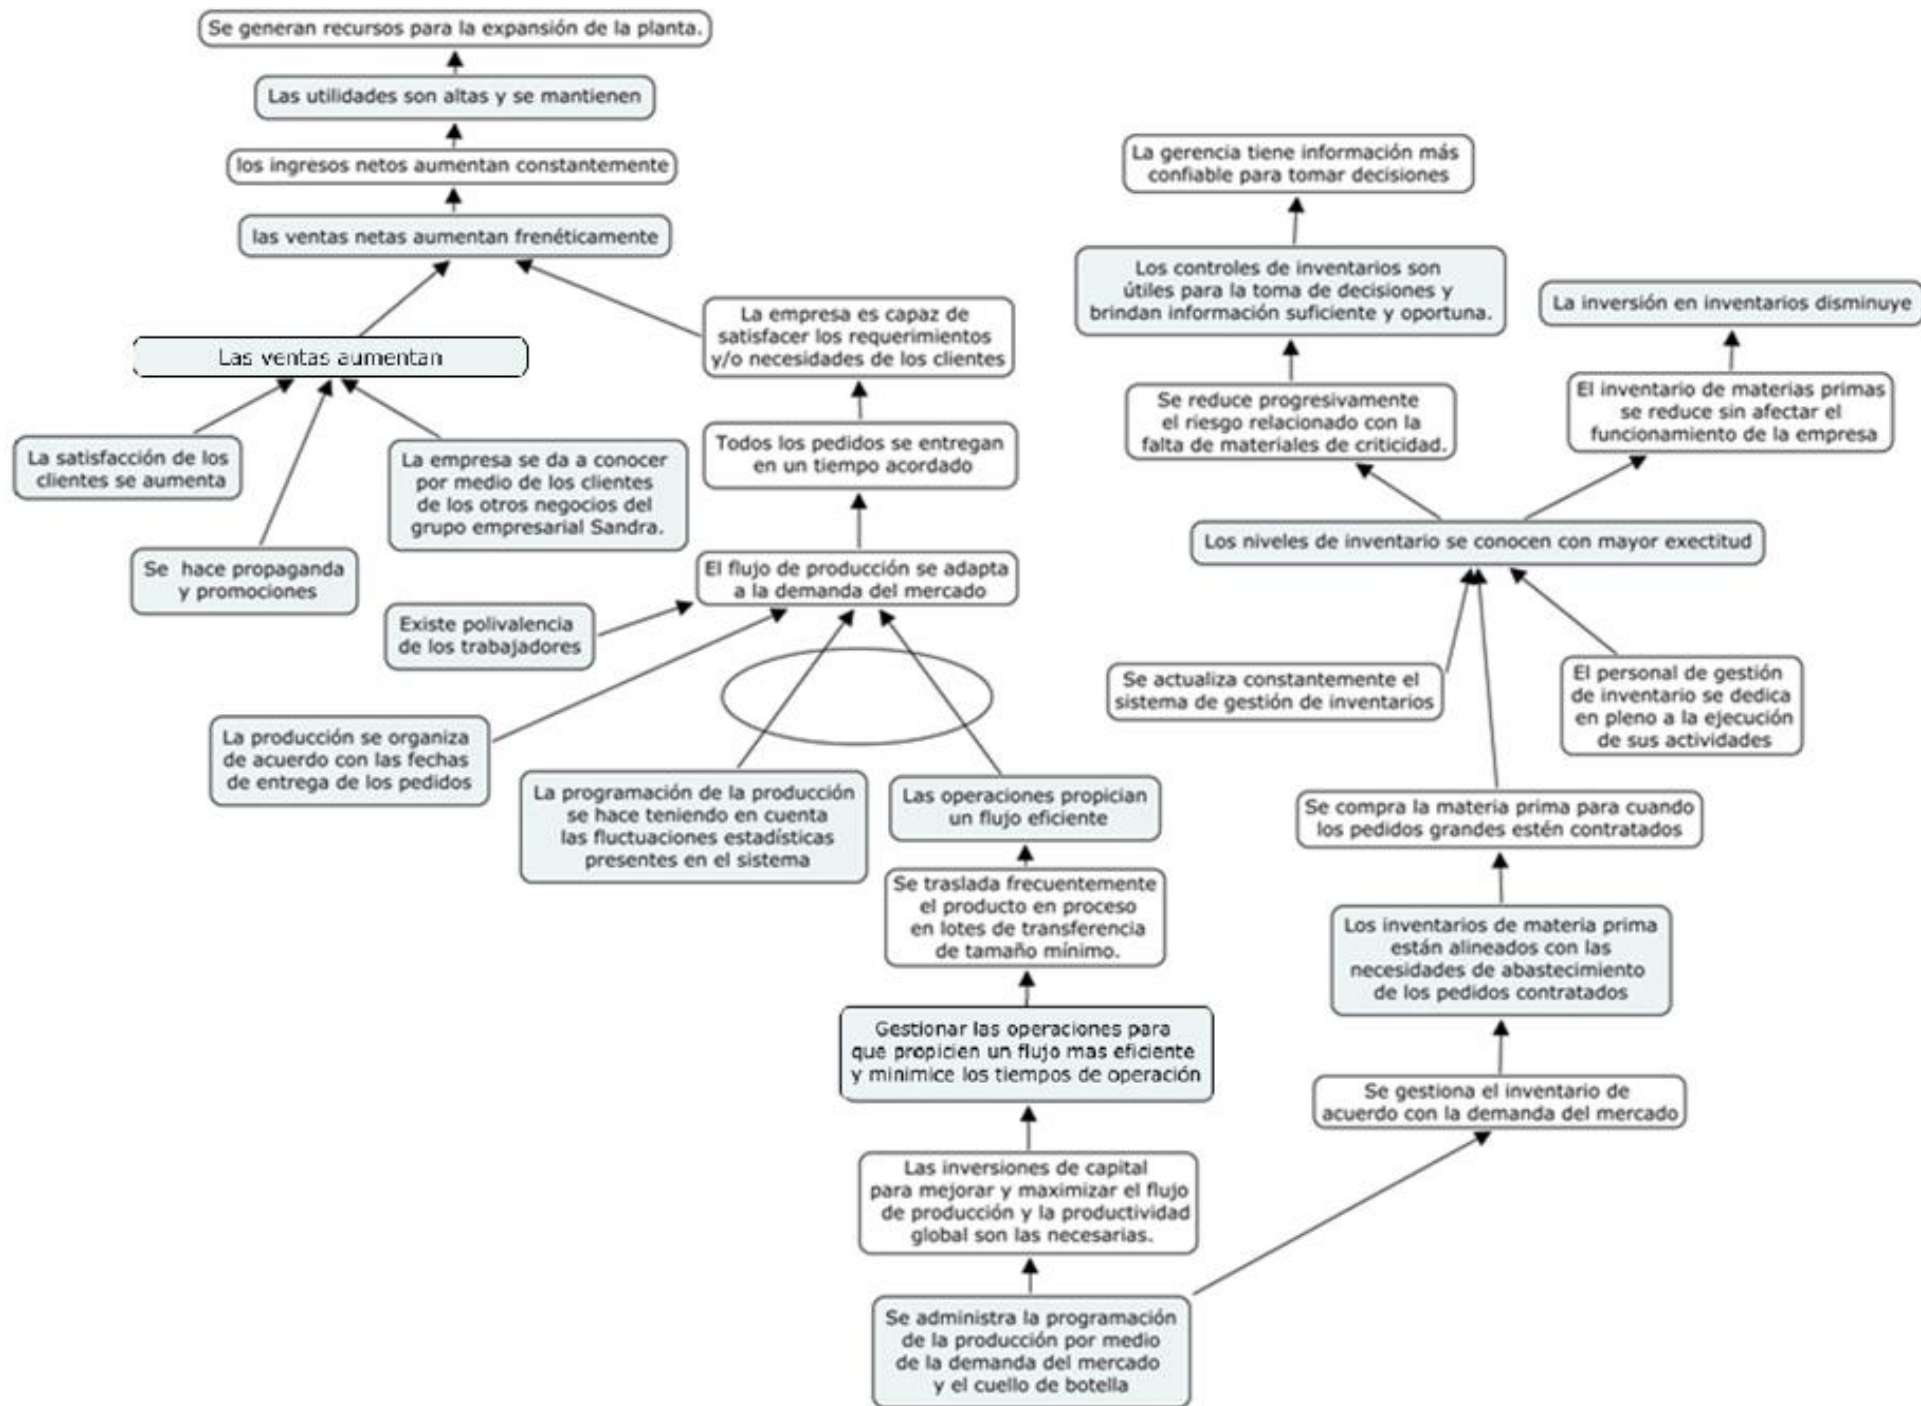 Se generan recursos para la expansión de la planta.
Las utilidades son altas y se mantienen
los ingresos netos aumentan constantemente
las ventas netas aumentan frenéticamente
Las ventas aumentan
La empresa es capaz de
satisfacer los requerimientos
y/o necesidades de los clientes
La satisfacción de los
clientes se aumenta
La empresa se da a conocer
por medio de los clientes
de los otros negocios del
grupo empresarial Sandra.
Se hace propaganda
y promociones
Todos los pedidos se entregan
en un tiempo acordado
El flujo de producción se adapta
a la demanda del mercado
Existe polivalencia
de los trabajadores
La producción se organiza
de acuerdo con las fechas
de entrega de los pedidos
La programación de la producción
se hace teniendo en cuenta
las fluctuaciones estadísticas
presentes en el sistema
Las operaciones propician
un flujo eficiente
Se traslada frecuentemente
el producto en proceso
en lotes de transferencia
de tamaño mínimo.
Gestionar las operaciones para
que propicien un flujo mas eficiente
y minimice los tiempos de operación
Las inversiones de capital
para mejorar y maximizar el flujo
de producción y la productividad
global son las necesarias.
Se administra la programación
de la producción por medio
de la demanda del mercado
y el cuello de botella
La gerencia tiene información más
confiable para tomar decisiones
Los controles de inventarios son
útiles para la toma de decisiones y
brindan información suficiente y oportuna.
La inversión en inventarios disminuye
Se reduce progresivamente
el riesgo relacionado con la
falta de materiales de criticidad.
El inventario de materias primas
se reduce sin afectar el
funcionamiento de la empresa
Los niveles de inventario se conocen con mayor exectitud
Se actualiza constantemente el
sistema de gestión de inventarios
El personal de gestión
de inventario se dedica
en pleno a la ejecución
de sus actividades
Se compra la materia prima para cuando
los pedidos grandes estén contratados
Los inventarios de materia prima
están alineados con las
necesidades de abastecimiento
de los pedidos contratados
Se gestiona el inventario de
acuerdo con la demanda del mercado